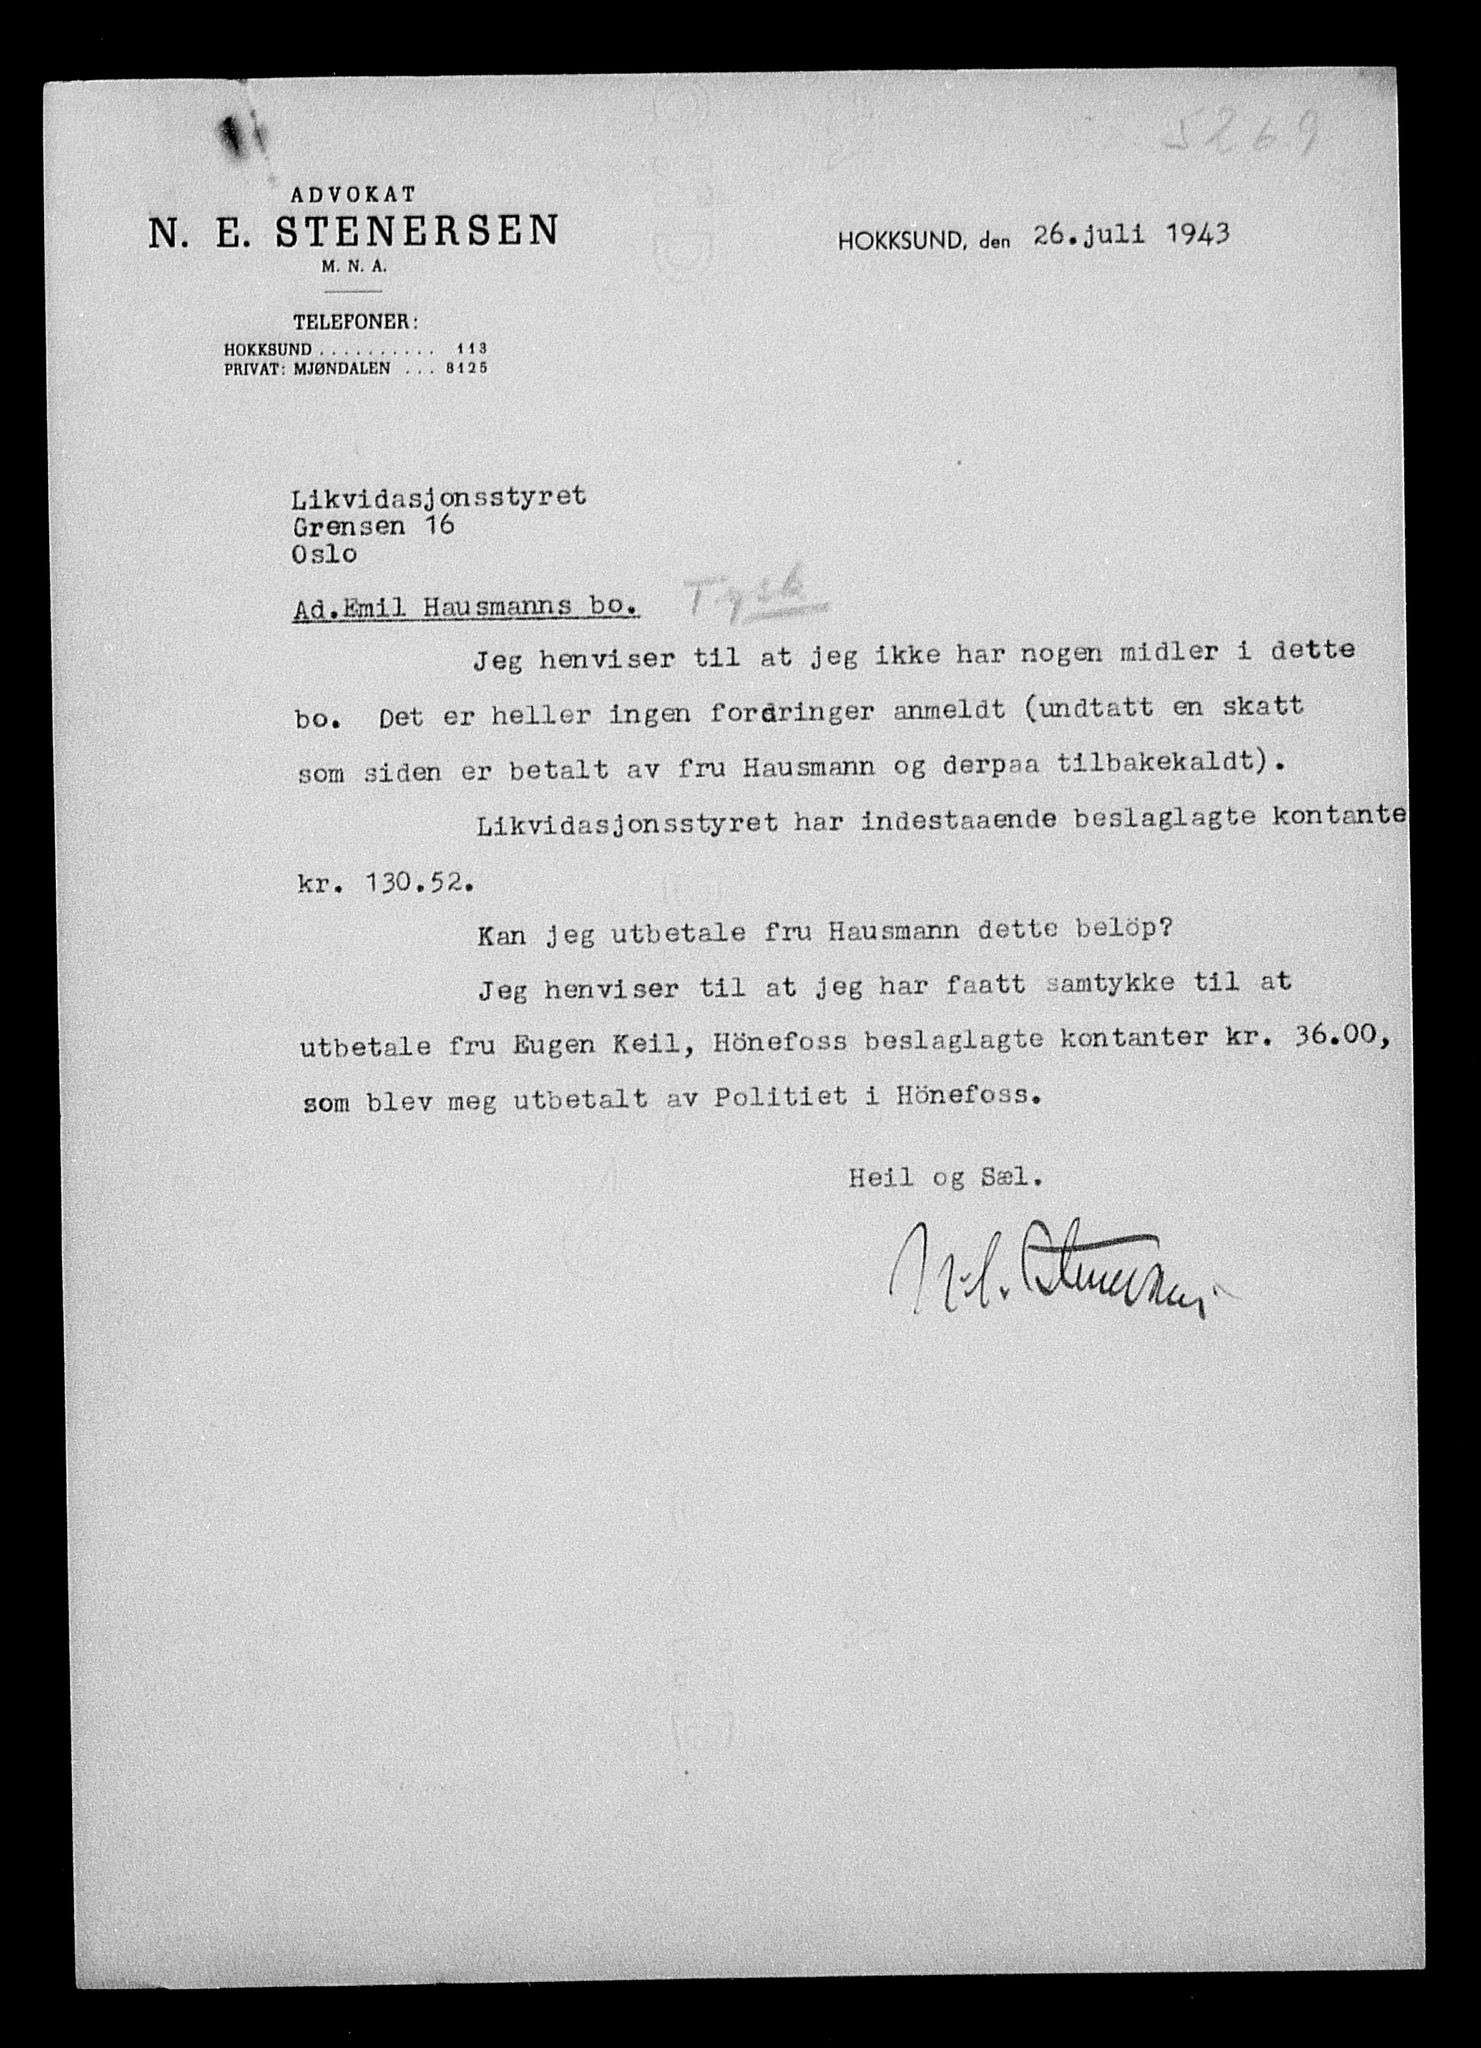 5269
ADVOKAT
N. E. STENERSEN
M. N. A.
TELEFONER:
HOKKSUND . . . . . . . . . . 113
PRIVAT: MJØNDALEN . . . 8125
HOKKSUND, den 26.juli 1943
Likvidasjonsstyret
Grensen 16
Oslo
Ad.Emil Hausmanns bo. Tysk
Jeg henviser til at jeg ikke har nogen midler i dette
bo. Det er heller ingen fordringer anmeldt (undtatt en skatt
som siden er betalt av fru Hausmann og derpaa tilbakekaldt).
Likvidasjonsstyret har indestaaende beslaglagte kontante
kr. 130.52.
Kan jeg utbetale fru Hausmann dette belöp?
Jeg henviser til at jeg har faatt samtykke til at
utbetale fru Eugen Keil, Hönefoss beslaglagte kontanter kr. 36.00,
som blev meg utbetalt av Politiet i Hönefoss.
Heil og Sæl.
N.E. Stenersen